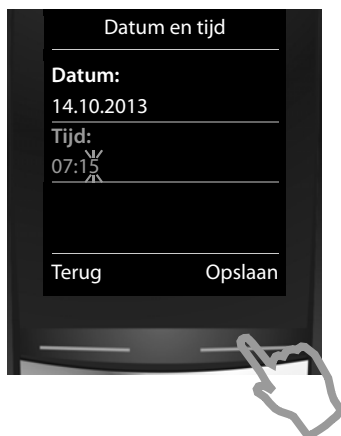 Datum en tijd
Datum:
14.10.2013
Tijd:
07:15
Terug Opslaan